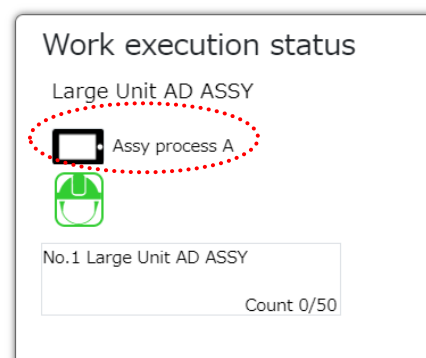 Work execution status
Large Unit AD ASSY
Assy process A
No.1 Large Unit AD ASSY
Count 0/50